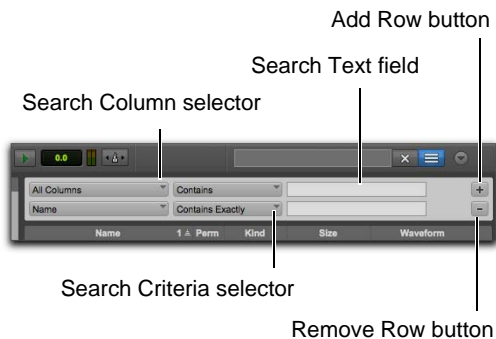 Add Row button
Search Text field
Search Column selector
0.0
All Columns Contains +
Name Contains Exactly -
Name 1 Perm Kind Size Waveform
Search Criteria selector
Remove Row button